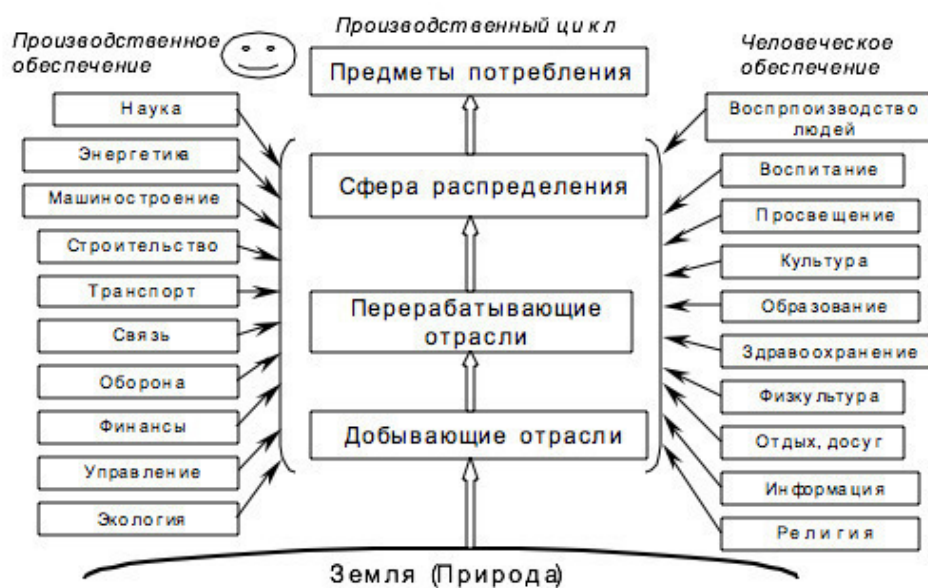 Производственное
обеспечение
Производственный цикл
Человеческое
обеспечение
Предметы потребления
Наука
Энергетика
Машиностроение
Строительство
Транспорт
Связь
Оборона
Финансы
Управление
Экология
Сфера распределения
Перерабатывающие
отрасли
Добывающие отрасли
Воспрпоизводство
людей
Воспитание
Просвещение
Культура
Образование
Здравоохранение
Физкультура
Отдых, досуг
Информация
Религия
Земля (Природа)